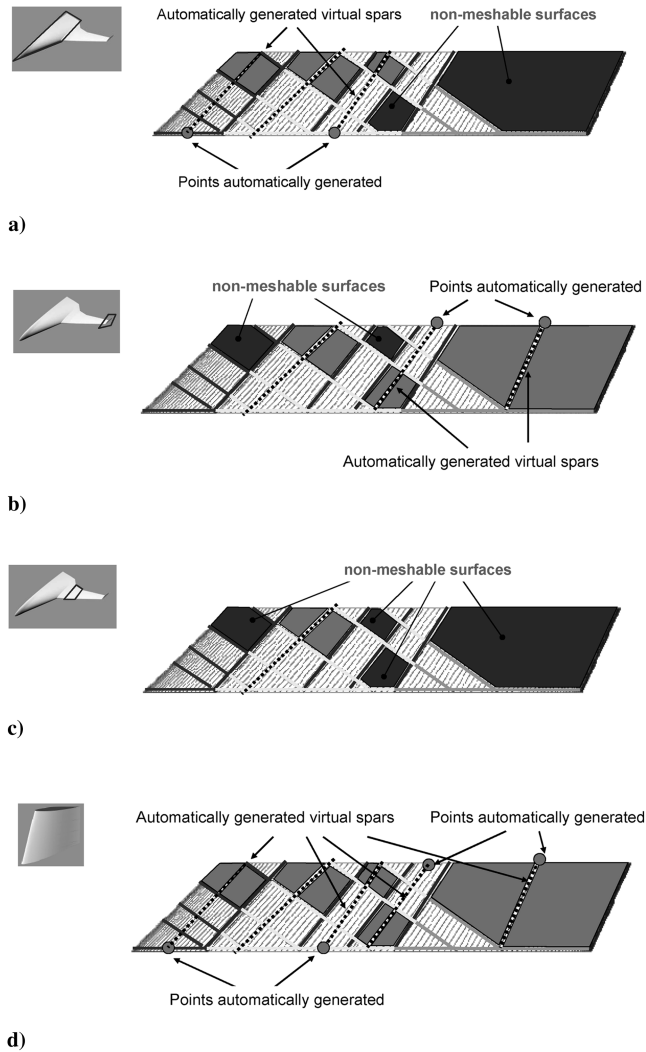 Automatically generated virtual spars
non-meshable surfaces
Points automatically generated
a)
non-meshable surfaces
Points automatically generated
Automatically generated virtual spars
b)
non-meshable surfaces
c)
Automatically generated virtual spars
Points automatically generated
Points automatically generated
d)